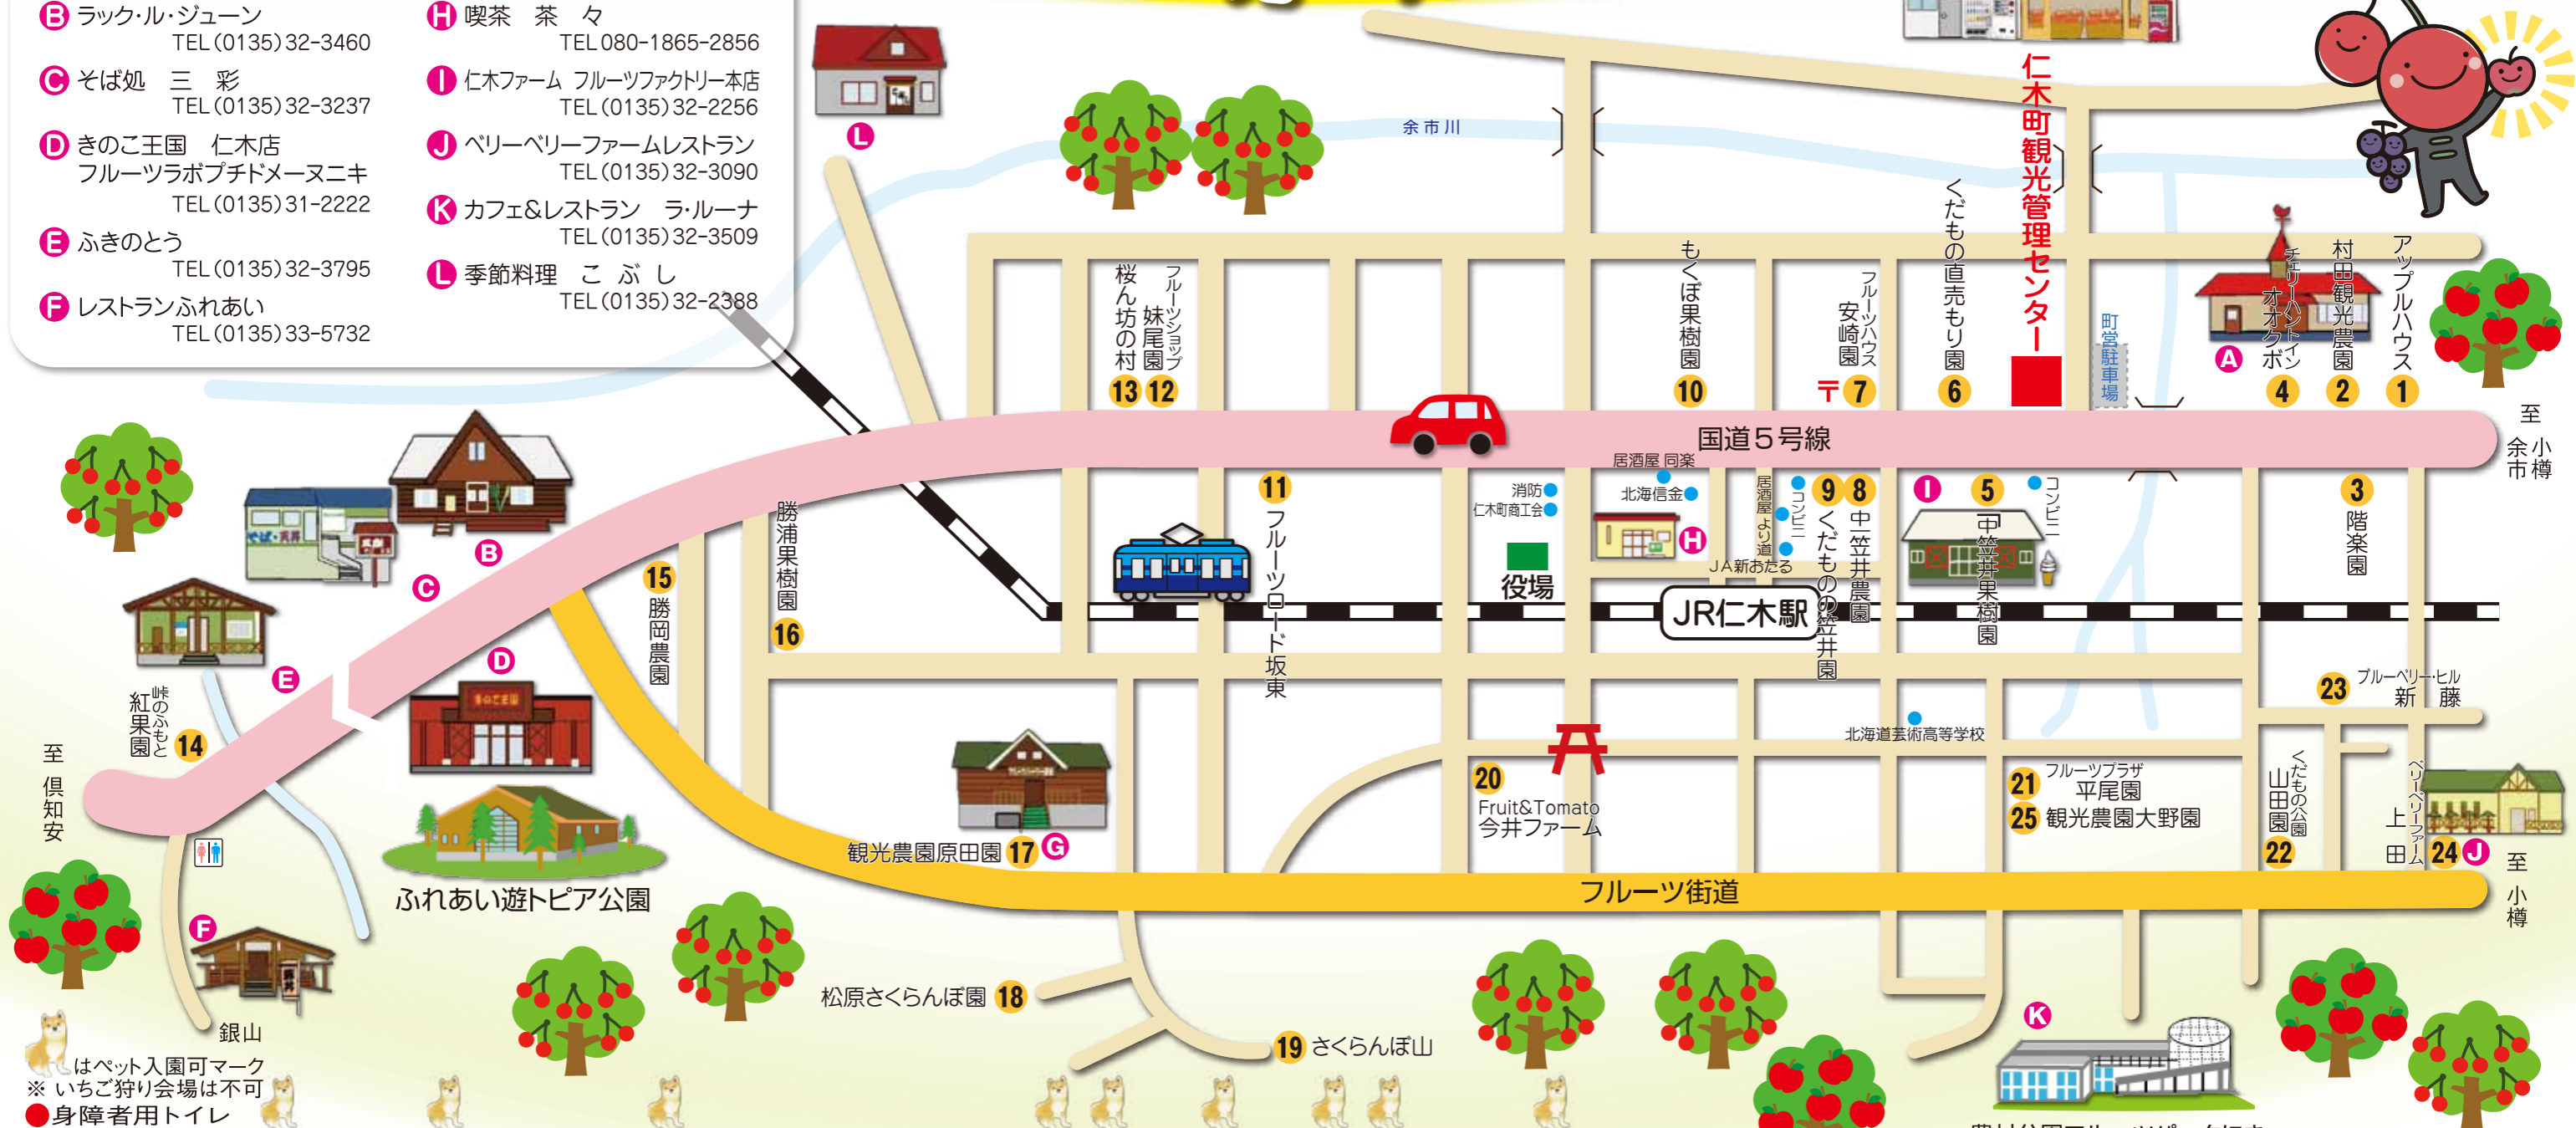 B ラック・ル・ジューン
TEL(0135)32-3460
C そば処　三　彩
TEL(0135)32-3237
D きのこ王国　仁木店
フルーツラボプチドメーヌニキ
TEL(0135)31-2222
E ふきのとう
TEL(0135)32-3795
F レストランふれあい
TEL(0135)33-5732
H 喫茶　茶　々
TEL080-1865-2856
I 仁木ファーム フルーツファクトリー本店
TEL(0135)32-2256
J ベリーベリーファームレストラン
TEL(0135)32-3090
K カフェ&レストラン　ラ・ルーナ
TEL(0135)32-3509
L 季節料理　こ ぶ し
TEL(0135)32-2388
L
余市川
仁木町観光管理センター
町営駐車場
アップルハウス
1
村田観光農園
2
チェリーハントイン
オオクボ
4
A
くだもの直売もり園
6
フルーツハウス
安崎園
7
〒
もくぼ果樹園
10
フルーツショップ
妹尾園
12
桜ん坊の村
13
国道5号線
至 小樽
余市
3
階楽園
コンビニ
5
中笠井果樹園
I
8
中笠井農園
9
くだものの笠井園
コンビニ
居酒屋 より道
JA新おたる
居酒屋 同楽
北海信金
H
消防
仁木町商工会
役場
JR仁木駅
11
フルーツロード坂東
勝浦果樹園
16
15
勝岡農園
B
C
そば・天丼
D
きのこ王国
E
峠のふもと
紅果園
14
至 倶知安
ふれあい遊トピア公園
F
銀山
観光農園原田園 17 G
松原さくらんぼ園 18
19 さくらんぼ山
20
Fruit&Tomato
今井ファーム
北海道芸術高等学校
21 フルーツプラザ
平尾園
25 観光農園大野園
23 ブルーベリー・ヒル
新　藤
くだもの公園
山田園
22
ベリーベリーファーム
上　田
24 J
至 小樽
フルーツ街道
K
はペット入園可マーク
※ いちご狩り会場は不可
身障者用トイレ